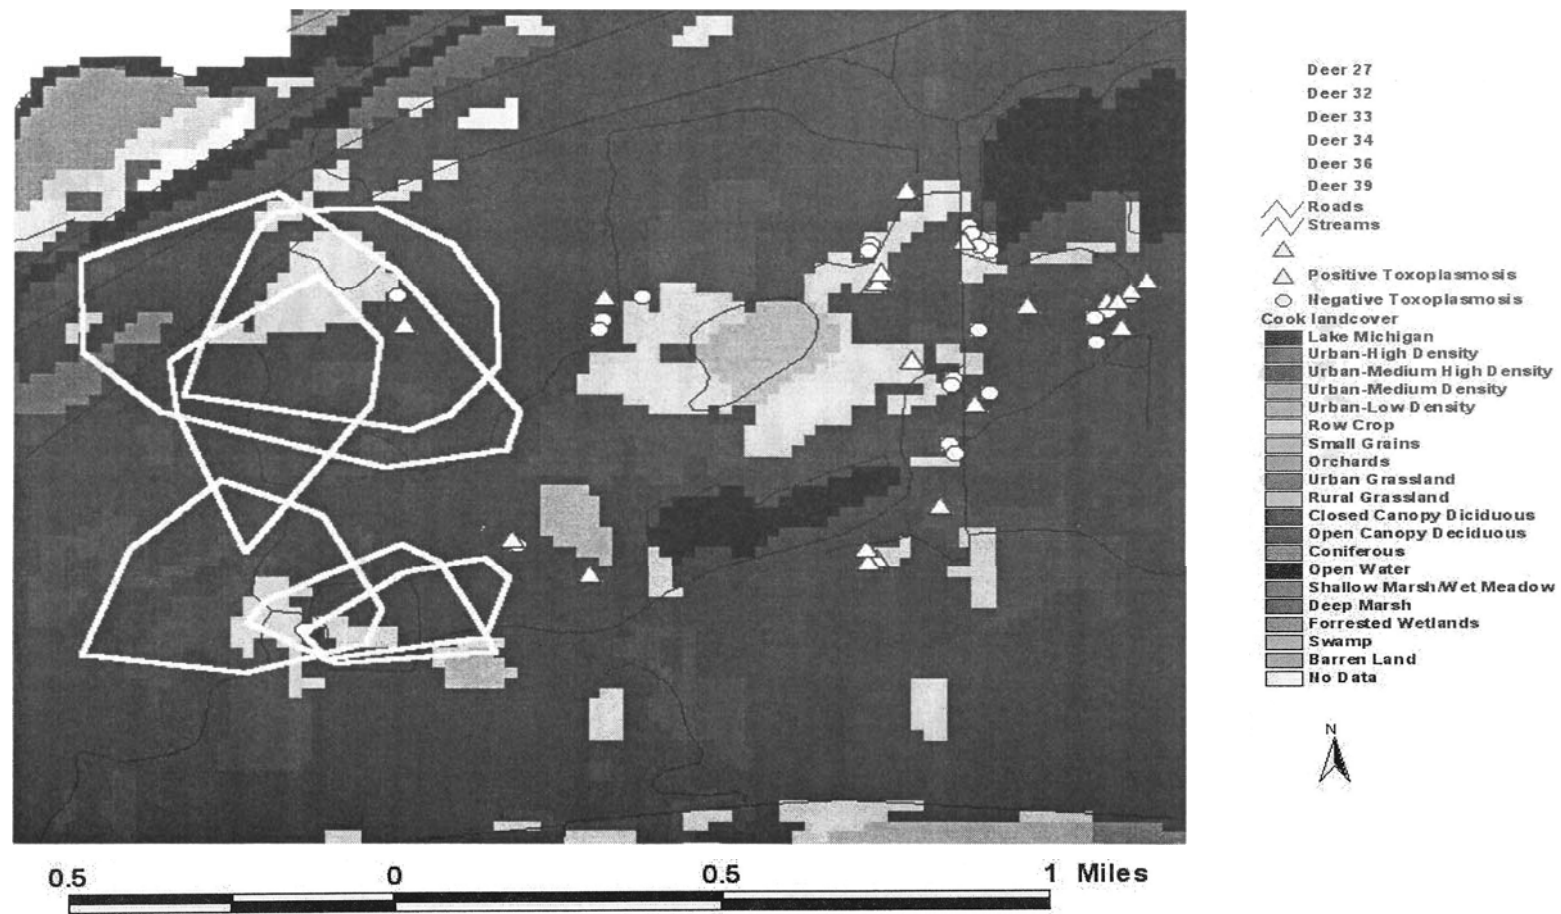 Deer 27
Deer 32
Deer 33
Deer 34
Deer 36
Deer 39
Roads
Streams
Positive Toxoplasmosis
Negative Toxoplasmosis
Cook landcover
Lake Michigan
Urban-High Density
Urban-Medium High Density
Urban-Medium Density
Urban-Low Density
Row Crop
Small Grains
Orchards
Urban Grassland
Rural Grassland
Closed Canopy Diciduous
Open Canopy Deciduous
Coniferous
Open Water
Shallow Marsh/Wet Meadow
Deep Marsh
Forrested Wetlands
Swamp
Barren Land
No Data
N
0.5 0 0.5 1 Miles